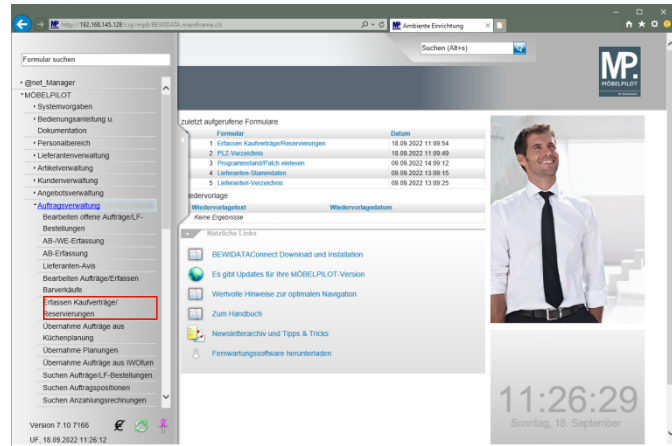 http://192.168.145.128/csp/mpti/BEWIDATA.mainFrame.cls
Ambiente Einrichtung
Suchen (Alt+s)
Formular suchen
MP.
MÖBELPILOT
@net_Manager
MÖBELPILOT
Systemvorgaben
Bedienungsanleitung u.
Dokumentation
Personalbereich
Lieferantenverwaltung
Artikelverwaltung
Kundenverwaltung
Angebotsverwaltung
Auftragsverwaltung
Bearbeiten offene Aufträge/LF-
Bestellungen
AB-/WE-Erfassung
AB-Erfassung
Lieferanten-Avis
Bearbeiten Aufträge/Erfassen
Barverkäufe
Erfassen Kaufverträge/
Reservierungen
Übernahme Aufträge aus
Küchenplanung
Übernahme Planungen
Übernahme Aufträge aus IWOfurn
Suchen Aufträge/LF-Bestellungen
Suchen Auftragspositionen
Suchen Anzahlungsrechnungen
Version 7.10 7166
UF, 18.09.2022 11:26:12
zuletzt aufgerufene Formulare
Formular Datum
1 Erfassen Kaufverträge/Reservierungen 18.09.2022 11:09:54
2 PLZ-Verzeichnis 18.09.2022 11:09:49
3 Programmstand/Patch einlesen 09.09.2022 14:09:12
4 Lieferanten-Stammdaten 09.09.2022 13:09:15
5 Lieferanten-Verzeichnis 09.09.2022 13:09:25
iedervorlage
Wiedervorlagetext Wiedervorlagedatum
Keine Ergebnisse
Nützliche Links
BEWIDATAConnect Download und Installation
Es gibt Updates für Ihre MÖBELPILOT-Version
Wertvolle Hinweise zur optimalen Navigation
Zum Handbuch
Newsletterarchiv und Tipps & Tricks
Fernwartungssoftware herunterladen
11:26:29
Sonntag, 18. September